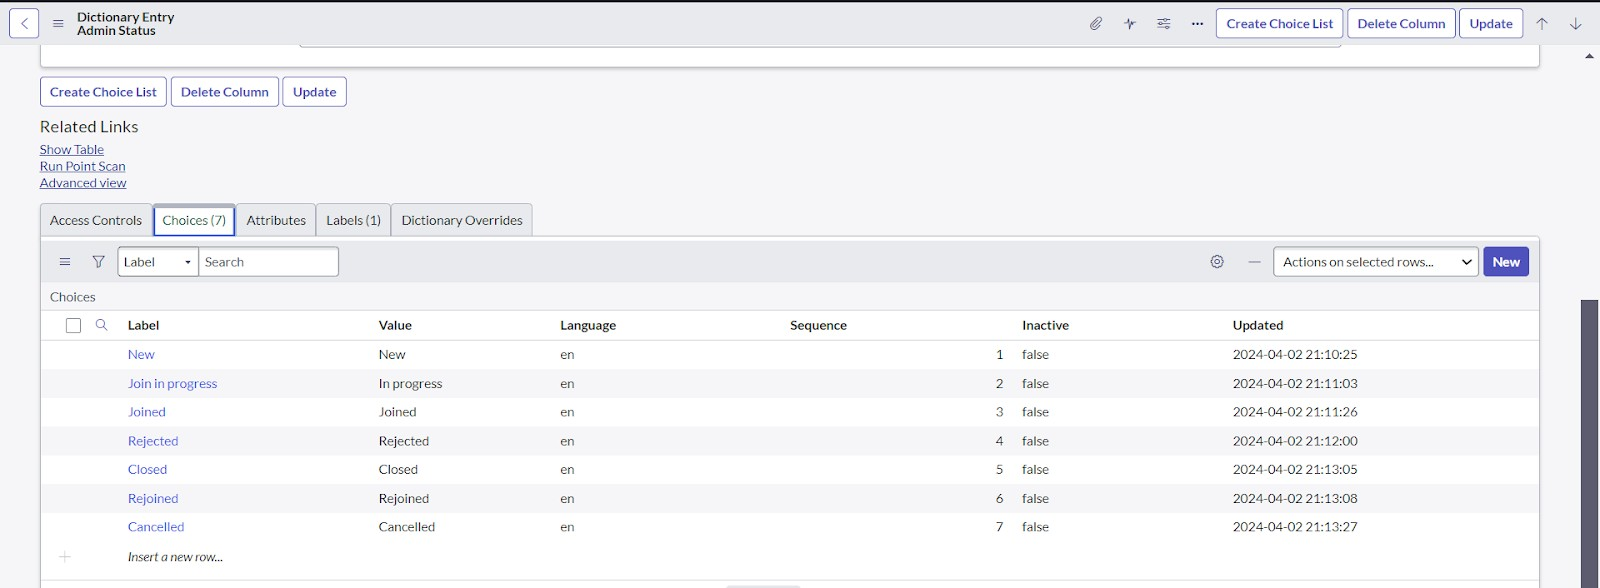 Dictionary Entry
Admin Status
Create Choice List Delete Column Update
Create Choice List Delete Column Update
Related Links
Show Table
Run Point Scan
Advanced view
Access Controls Choices (7) Attributes Labels (1) Dictionary Overrides
Label Search Actions on selected rows... New
Choices
Label Value Language Sequence Inactive Updated
New New en 1 false 2024-04-02 21:10:25
Join in progress In progress en 2 false 2024-04-02 21:11:03
Joined Joined en 3 false 2024-04-02 21:11:26
Rejected Rejected en 4 false 2024-04-02 21:12:00
Closed Closed en 5 false 2024-04-02 21:13:05
Rejoined Rejoined en 6 false 2024-04-02 21:13:08
Cancelled Cancelled en 7 false 2024-04-02 21:13:27
Insert a new row...